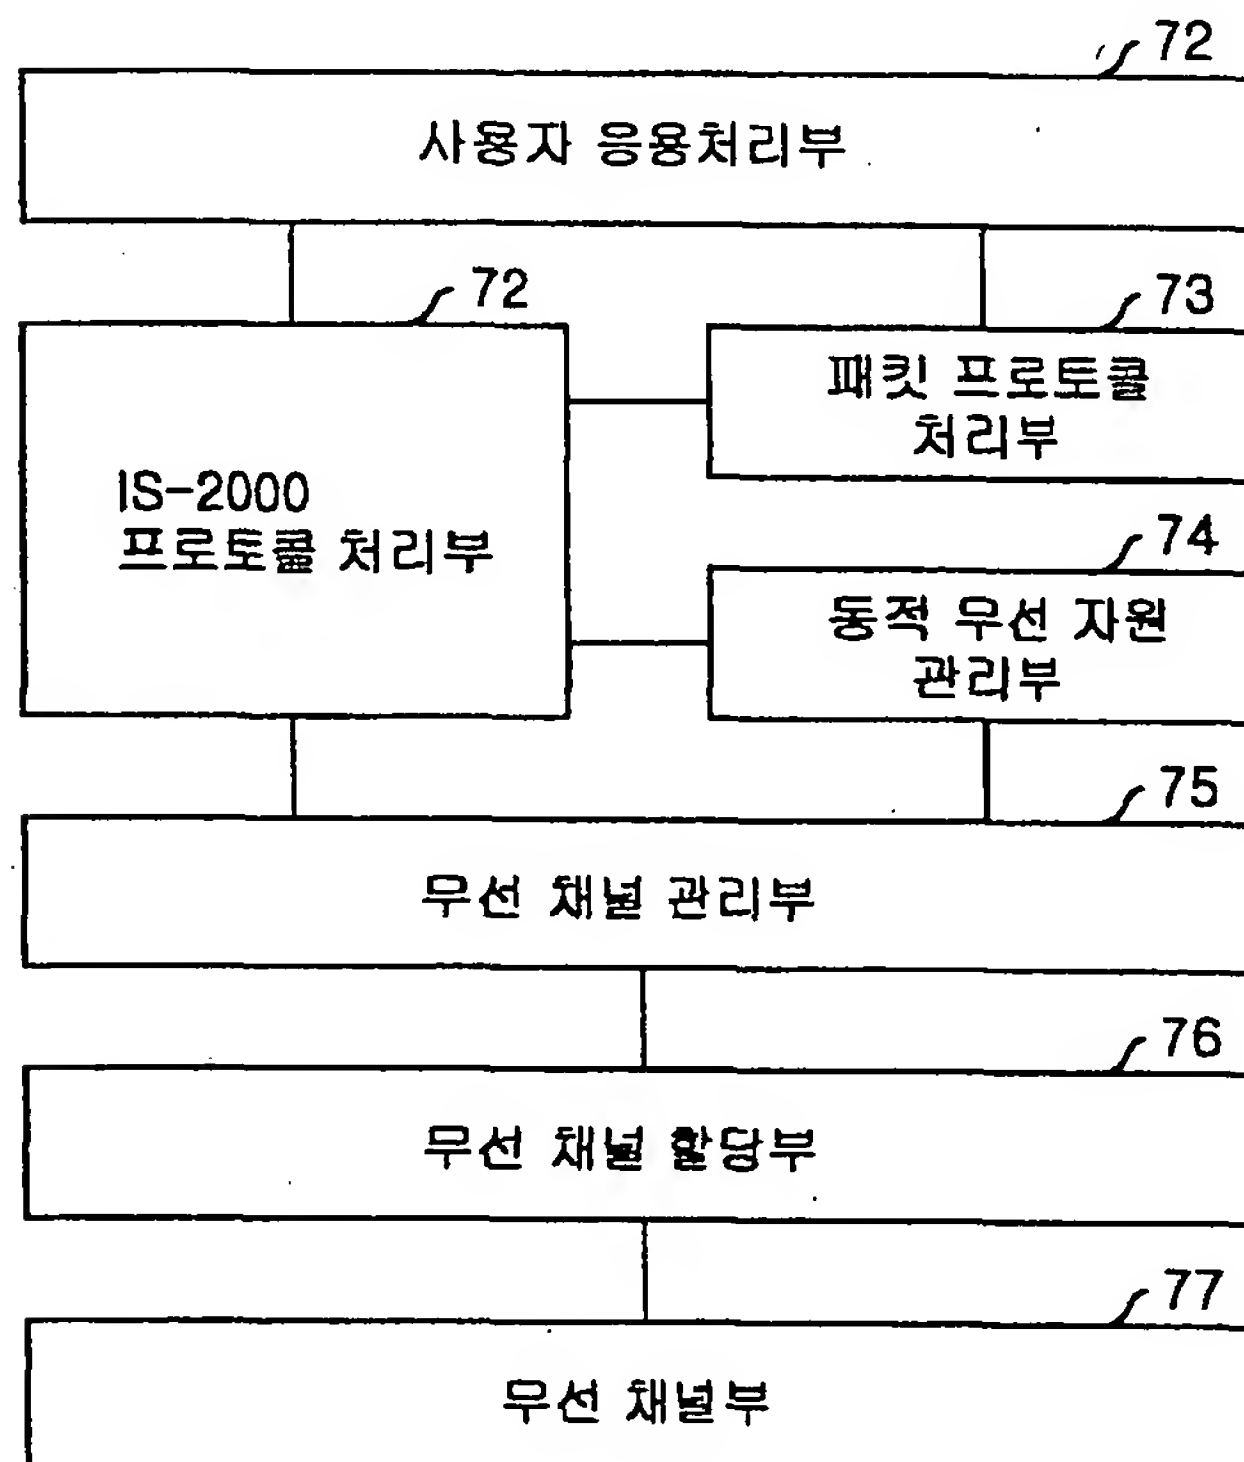 72
사용자 응용처리부
72
73
패킷 프로토콜
처리부
IS-2000
프로토콜 처리부
74
동적 무선 자원
관리부
75
무선 채널 관리부
76
무선 채널 할당부
77
무선 채널부